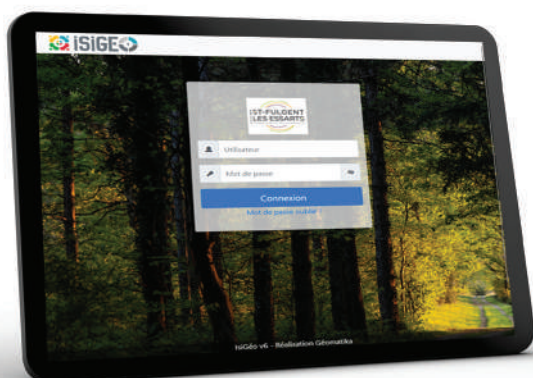 iSiGEO
ST-FULGENT
LES ESSARTS
Utilisateur
Mot de passe
Connexion
Mot de passe oublié
IsiGéo v6 - Réalisation Géomatika